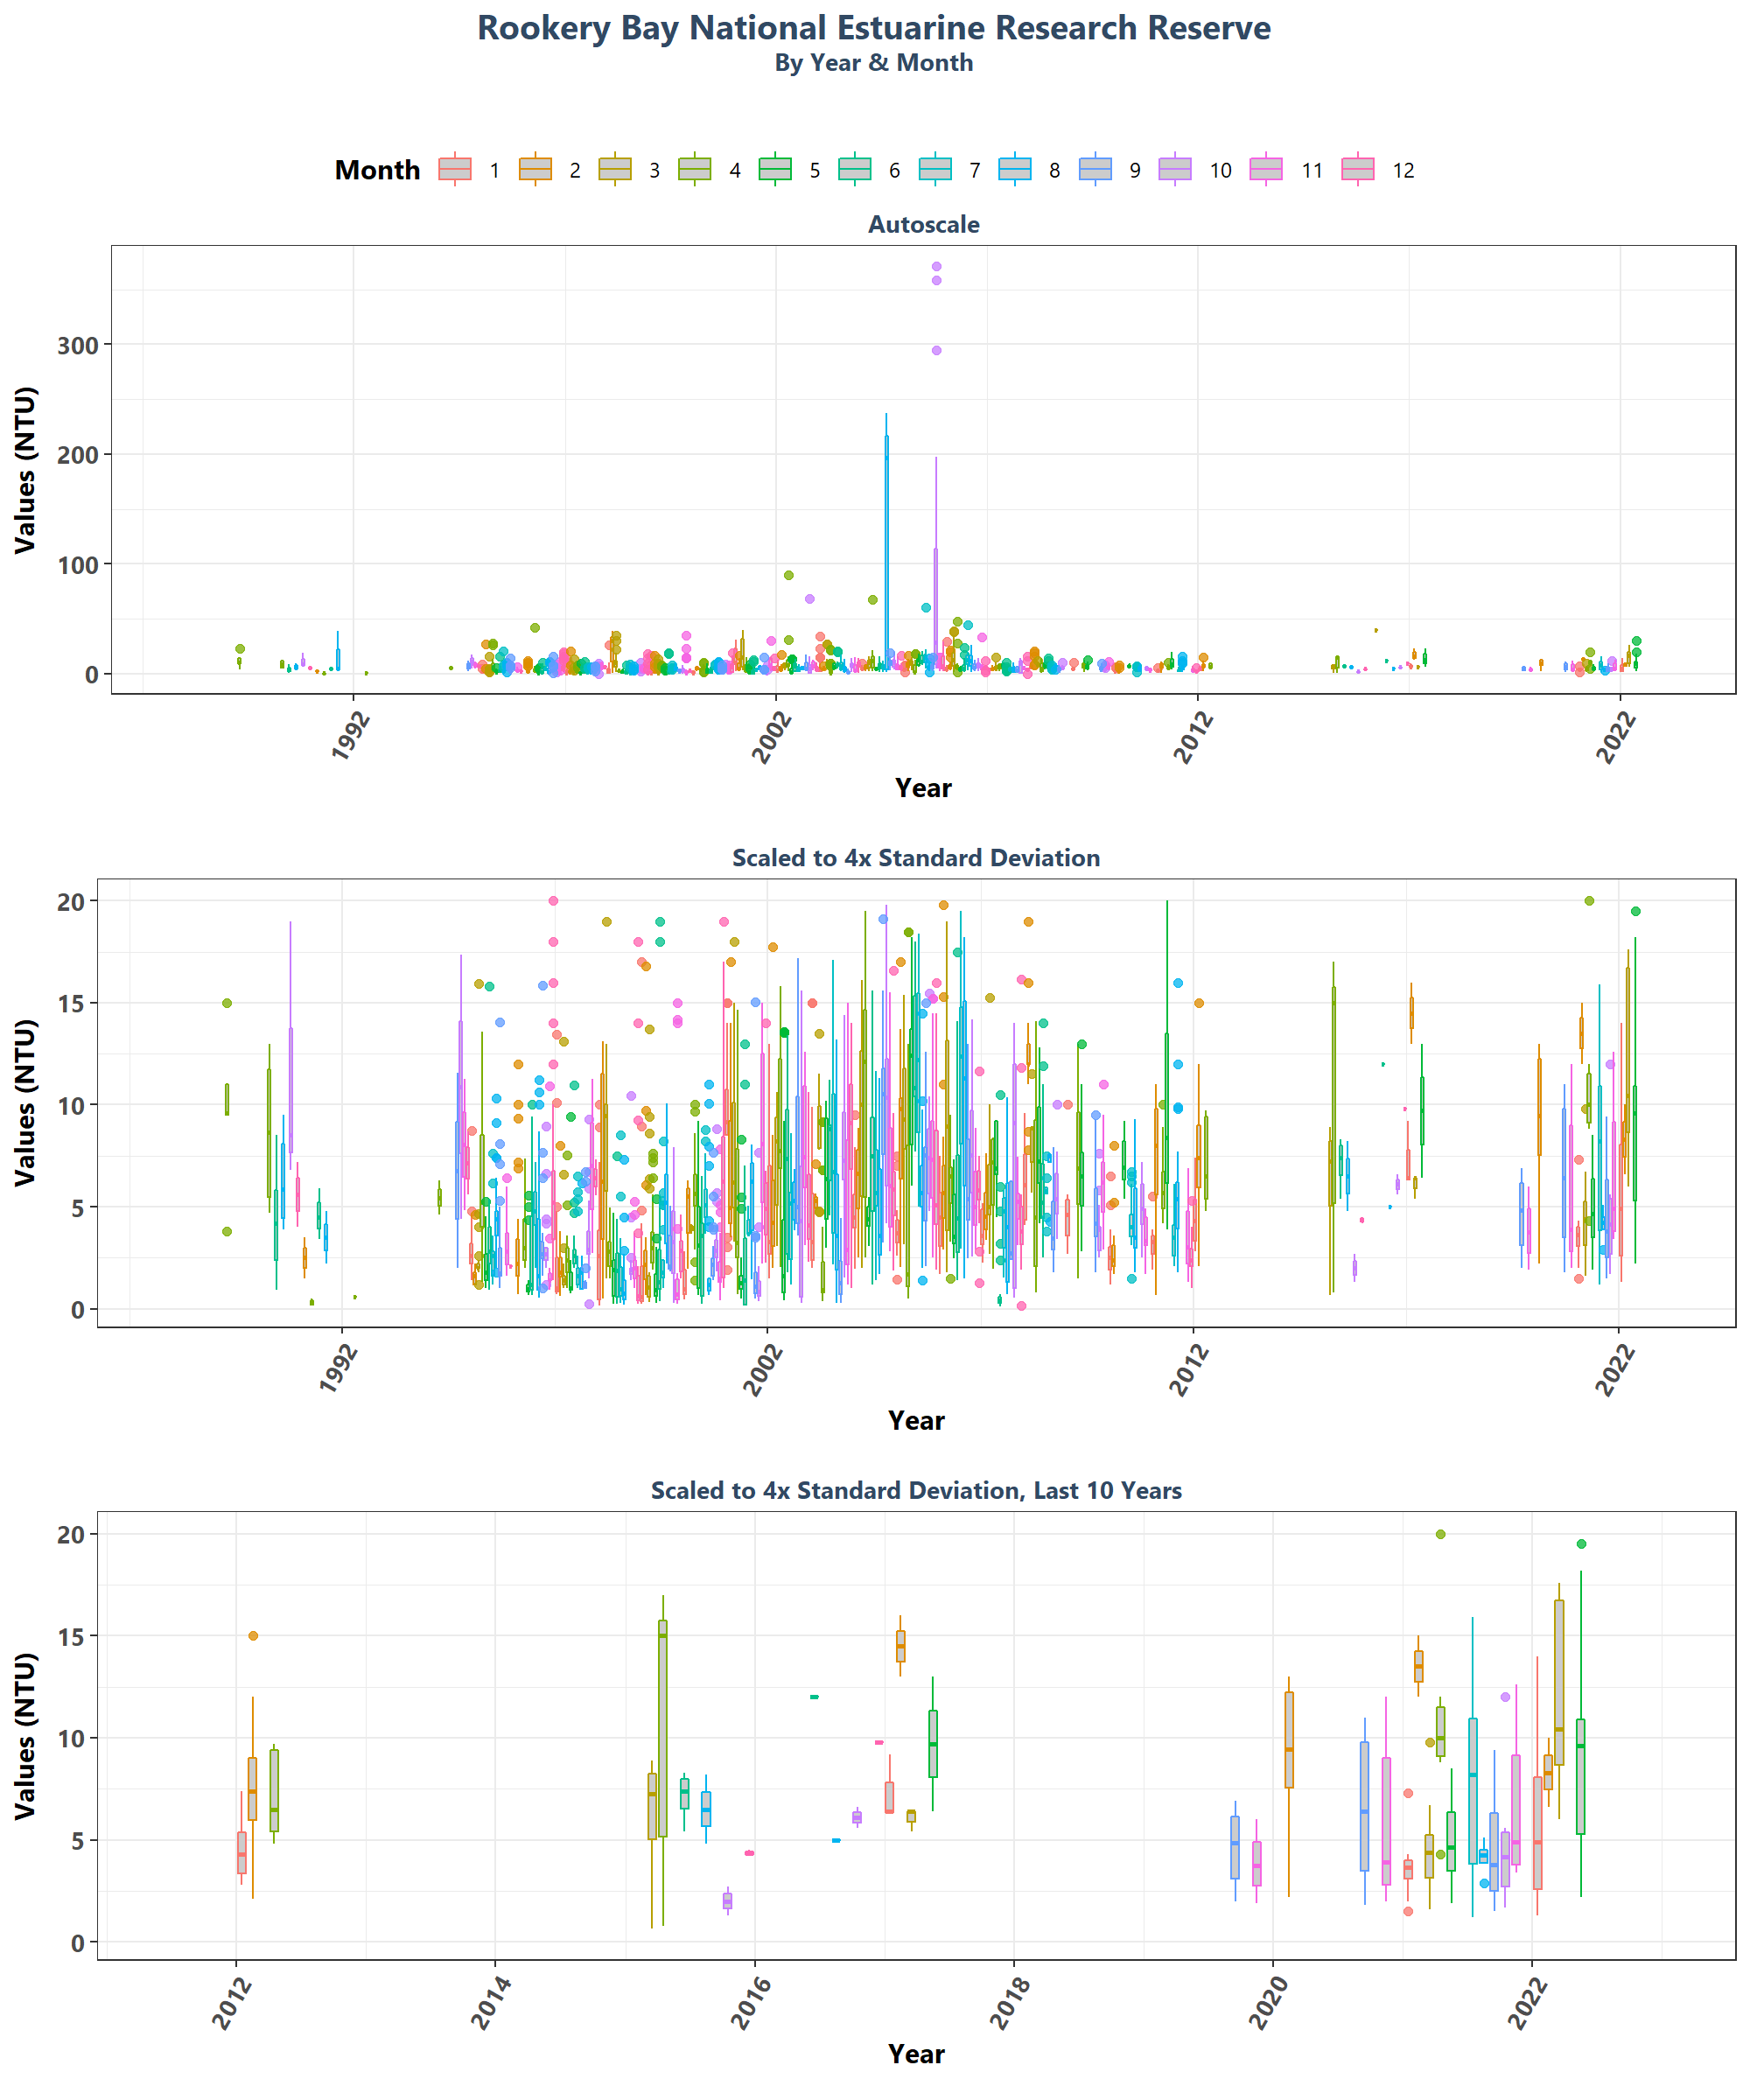 Rookery Bay National Estuarine Research Reserve
By Year & Month
Month 1 2 3 4 5 6 7 8 9 10 11 12
Autoscale
Values (NTU)
300
200
100
0
1992 2002 2012 2022
Year
Scaled to 4x Standard Deviation
Values (NTU)
20
15
10
5
0
1992 2002 2012 2022
Year
Scaled to 4x Standard Deviation, Last 10 Years
Values (NTU)
20
15
10
5
0
2012 2014 2016 2018 2020 2022
Year